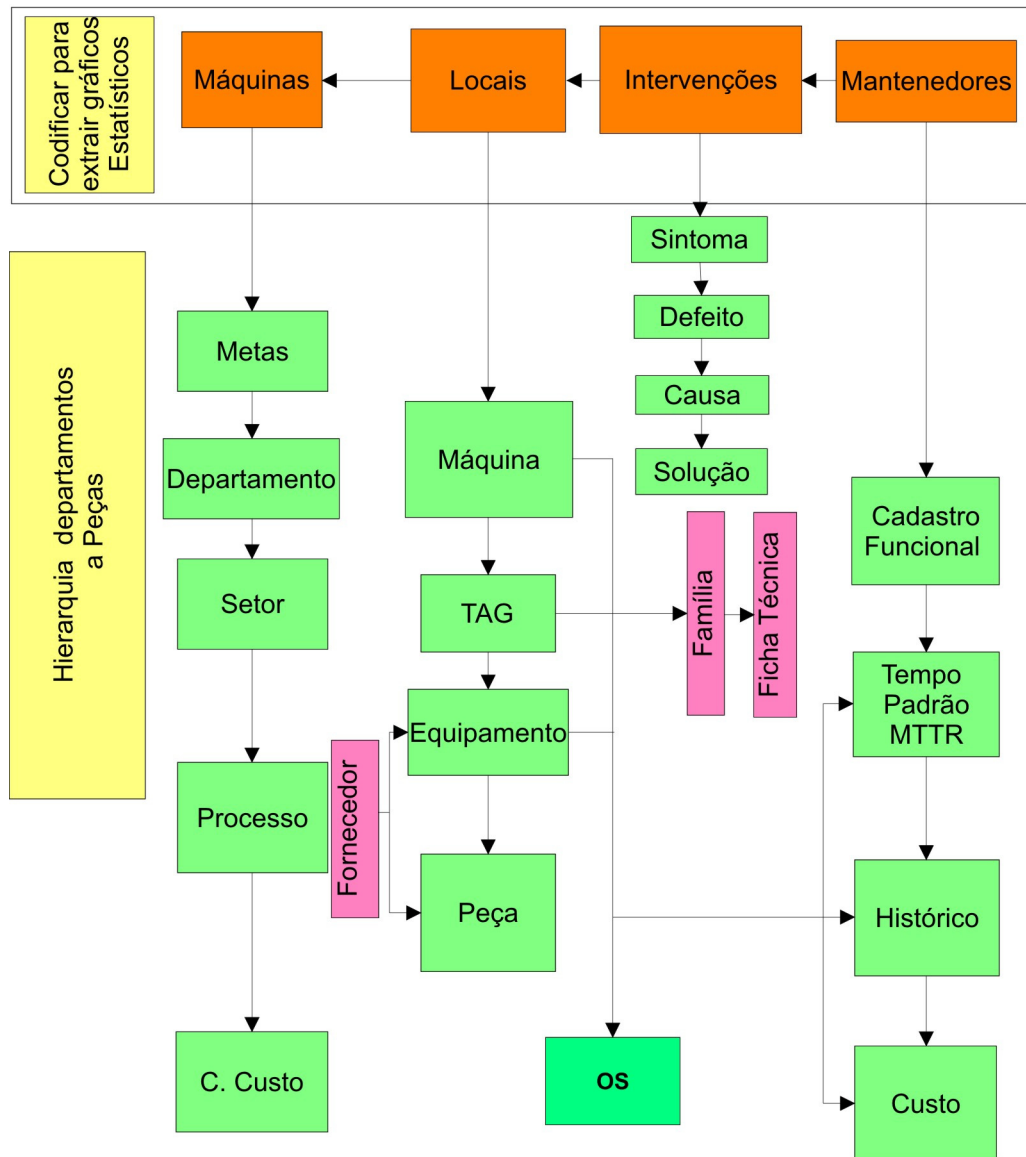 Codificar para
extrair gráficos
Estatísticos
Máquinas
Locais
Intervenções
Mantenedores
Hierarquia departamentos
a Peças
Sintoma
Defeito
Causa
Solução
Metas
Departamento
Setor
Processo
C. Custo
Máquina
TAG
Equipamento
Peça
Fornecedor
Família
Ficha Técnica
OS
Cadastro
Funcional
Tempo
Padrão
MTTR
Histórico
Custo